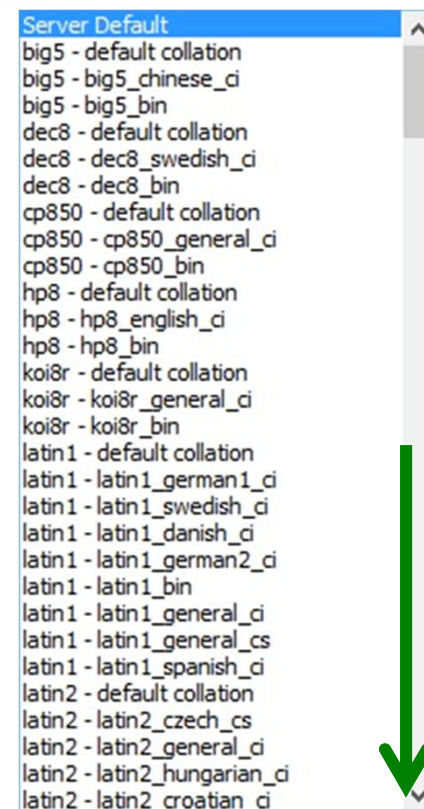 Server Default
big5 - default collation
big5 - big5_chinese_ci
big5 - big5_bin
dec8 - default collation
dec8 - dec8_swedish_ci
dec8 - dec8_bin
cp850 - default collation
cp850 - cp850_general_ci
cp850 - cp850_bin
hp8 - default collation
hp8 - hp8_english_ci
hp8 - hp8_bin
koi8r - default collation
koi8r - koi8r_general_ci
koi8r - koi8r_bin
latin1 - default collation
latin1 - latin1_german1_ci
latin1 - latin1_swedish_ci
latin1 - latin1_danish_ci
latin1 - latin1_german2_ci
latin1 - latin1_bin
latin1 - latin1_general_ci
latin1 - latin1_general_cs
latin1 - latin1_spanish_ci
latin2 - default collation
latin2 - latin2_czech_cs
latin2 - latin2_general_ci
latin2 - latin2_hungarian_ci
latin2 - latin2_croatian_ci